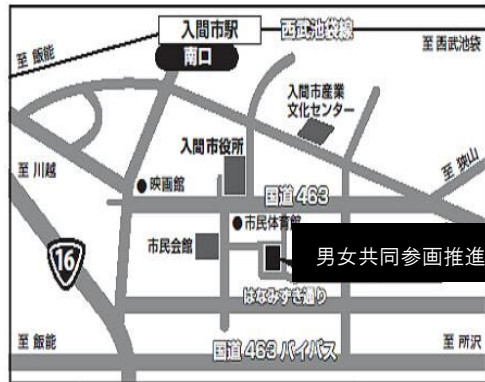 入間市駅
西武池袋線
至 飯能
南口
至 西武池袋
入間市産業
文化センター
入間市役所
至 川越
●映画館
至 狭山
国道463
●市民体育館
市民会館
男女共同参画推進
16
はなみずき通り
至 飯能
至 所沢
国道463バイパス